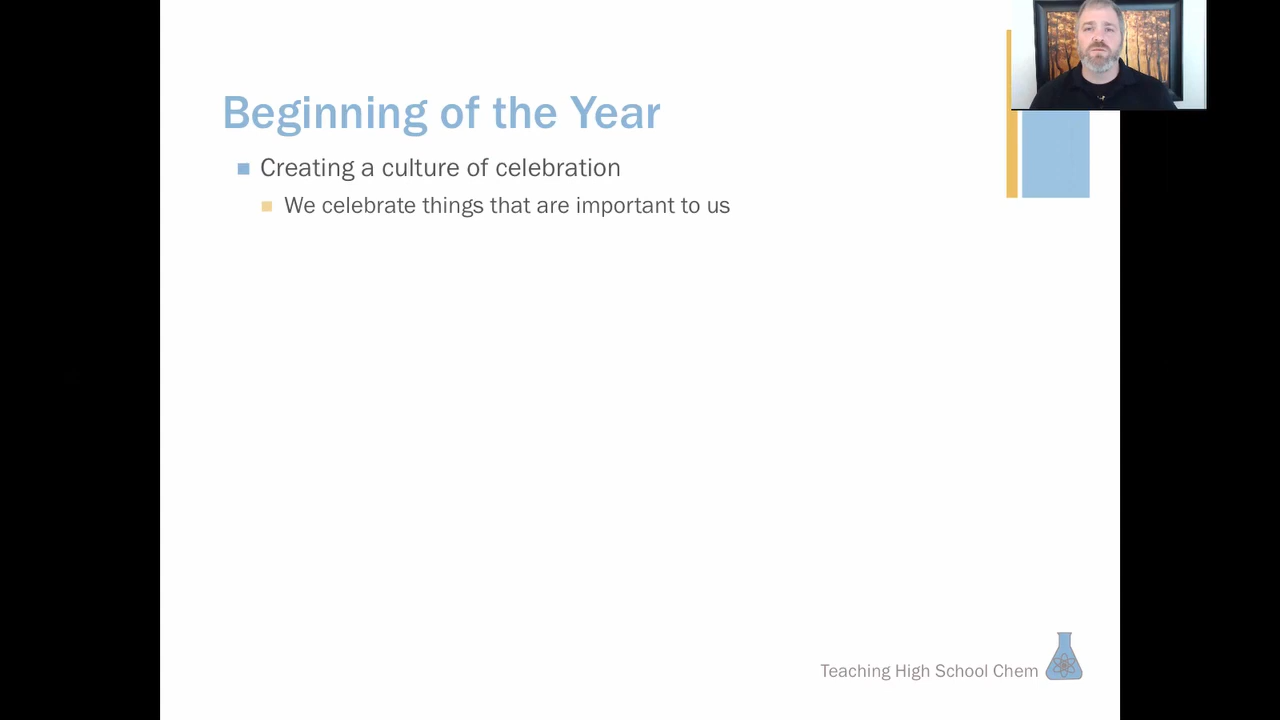 Beginning of the Year
Creating a culture of celebration
We celebrate things that are important to us
Teaching High School Chem